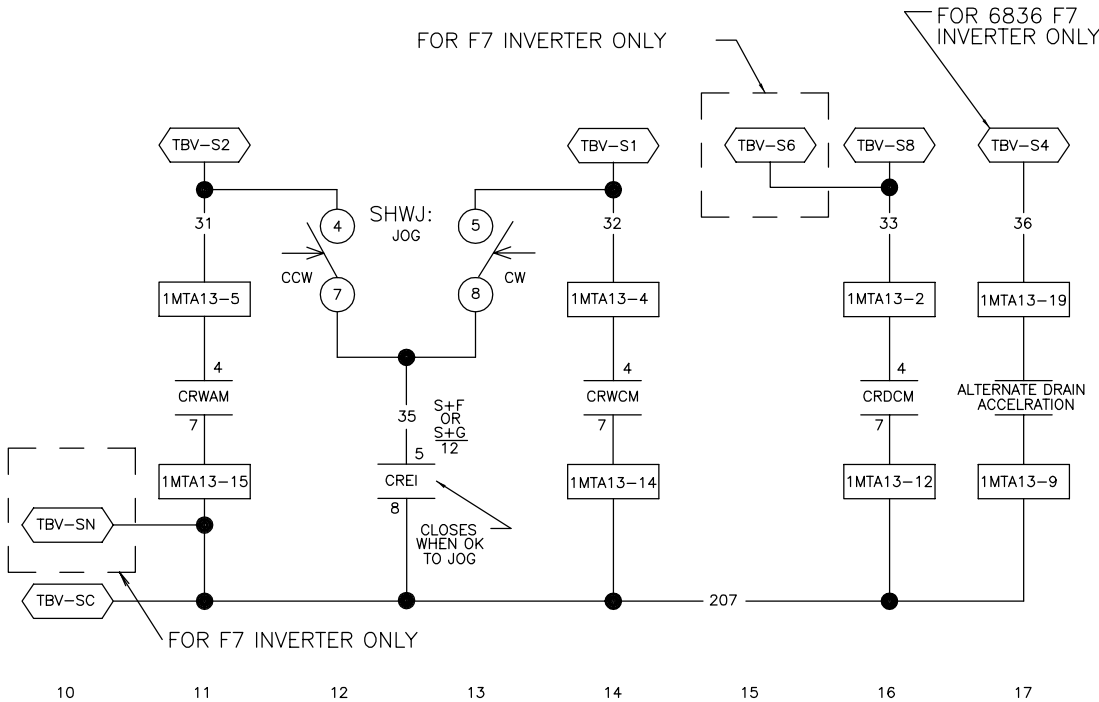 FOR 6836 F7
INVERTER ONLY
FOR F7 INVERTER ONLY
TBV-S2
TBV-S1
TBV-S6
TBV-S8
TBV-S4
31
4
SHWJ:
JOG
5
32
33
36
CCW
7
8
CW
1MTA13-5
1MTA13-4
1MTA13-2
1MTA13-19
4
CRWAM
7
35
S+F
OR
S+G
12
4
CRWCM
7
4
CRDCM
7
ALTERNATE DRAIN
ACCELRATION
5
CREI
8
1MTA13-15
1MTA13-14
1MTA13-12
1MTA13-9
CLOSES
WHEN OK
TO JOG
TBV-SN
TBV-SC
207
FOR F7 INVERTER ONLY
10
11
12
13
14
15
16
17